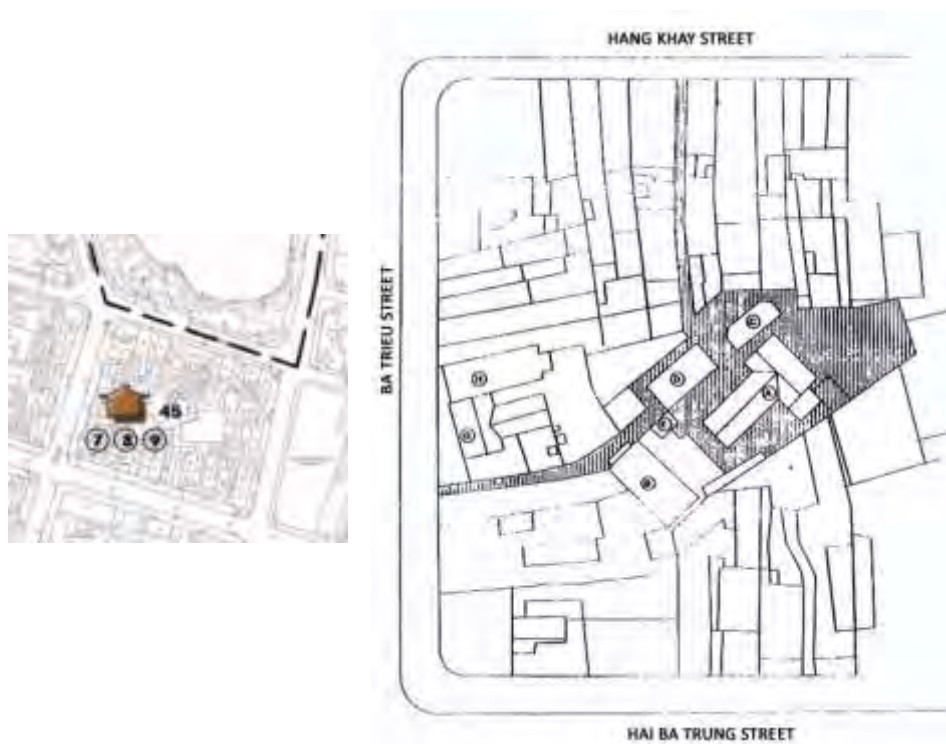 HANG KHAY STREET
BA TRIEU STREET
45
7 8 9
HAI BA TRUNG STREET